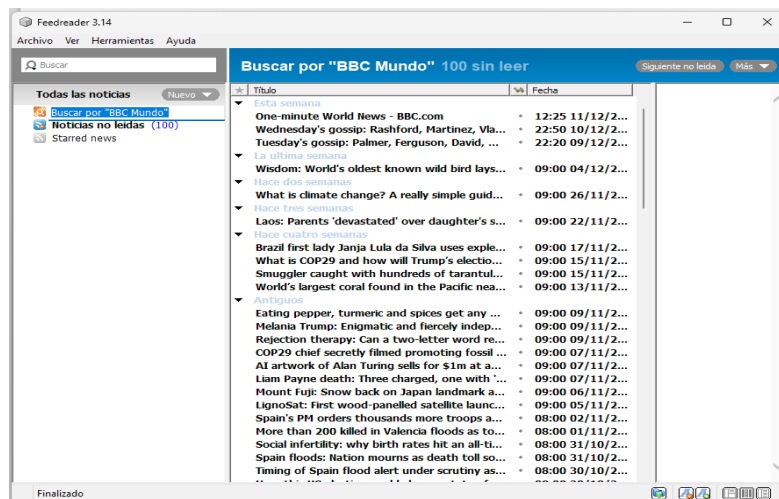 Feedreader 3.14
Archivo Ver Herramientas Ayuda
Buscar
Buscar por "BBC Mundo" 100 sin leer
Siguiente no leida
Más
Todas las noticias
Nuevo
Buscar por "BBC Mundo"
Noticias no leídas (100)
Starred news
Título
Fecha
Esta semana
One-minute World News - BBC.com 12:25 11/12/2...
Wednesday's gossip: Rashford, Martinez, Vla... 22:50 10/12/2...
Tuesday's gossip: Palmer, Ferguson, David, ... 22:20 09/12/2...
La ultima semana
Wisdom: World's oldest known wild bird lays... 09:00 04/12/2...
Hace dos semanas
What is climate change? A really simple guid... 09:00 26/11/2...
Hace tres semanas
Laos: Parents 'devastated' over daughter's s... 09:00 22/11/2...
Hace cuatro semanas
Brazil first lady Janja Lula da Silva uses exple... 09:00 17/11/2...
What is COP29 and how will Trump's electio... 09:00 15/11/2...
Smuggler caught with hundreds of tarantul... 09:00 15/11/2...
World's largest coral found in the Pacific nea... 09:00 13/11/2...
Antiguos
Eating pepper, turmeric and spices get any ... 09:00 09/11/2...
Melania Trump: Enigmatic and fiercely indep... 09:00 09/11/2...
Rejection therapy: Can a two-letter word re... 09:00 09/11/2...
COP29 chief secretly filmed promoting fossil ... 09:00 07/11/2...
AI artwork of Alan Turing sells for $1m at a... 09:00 07/11/2...
Liam Payne death: Three charged, one with '... 09:00 07/11/2...
Mount Fuji: Snow back on Japan landmark a... 09:00 06/11/2...
LignoSat: First wood-panelled satellite launc... 09:00 05/11/2...
Spain's PM orders thousands more troops a... 08:00 02/11/2...
More than 200 killed in Valencia floods as to... 08:00 01/11/2...
Social infertility: why birth rates hit an all-ti... 08:00 31/10/2...
Spain floods: Nation mourns as death toll so... 08:00 31/10/2...
Timing of Spain flood alert under scrutiny as... 08:00 30/10/2...
Finalizado